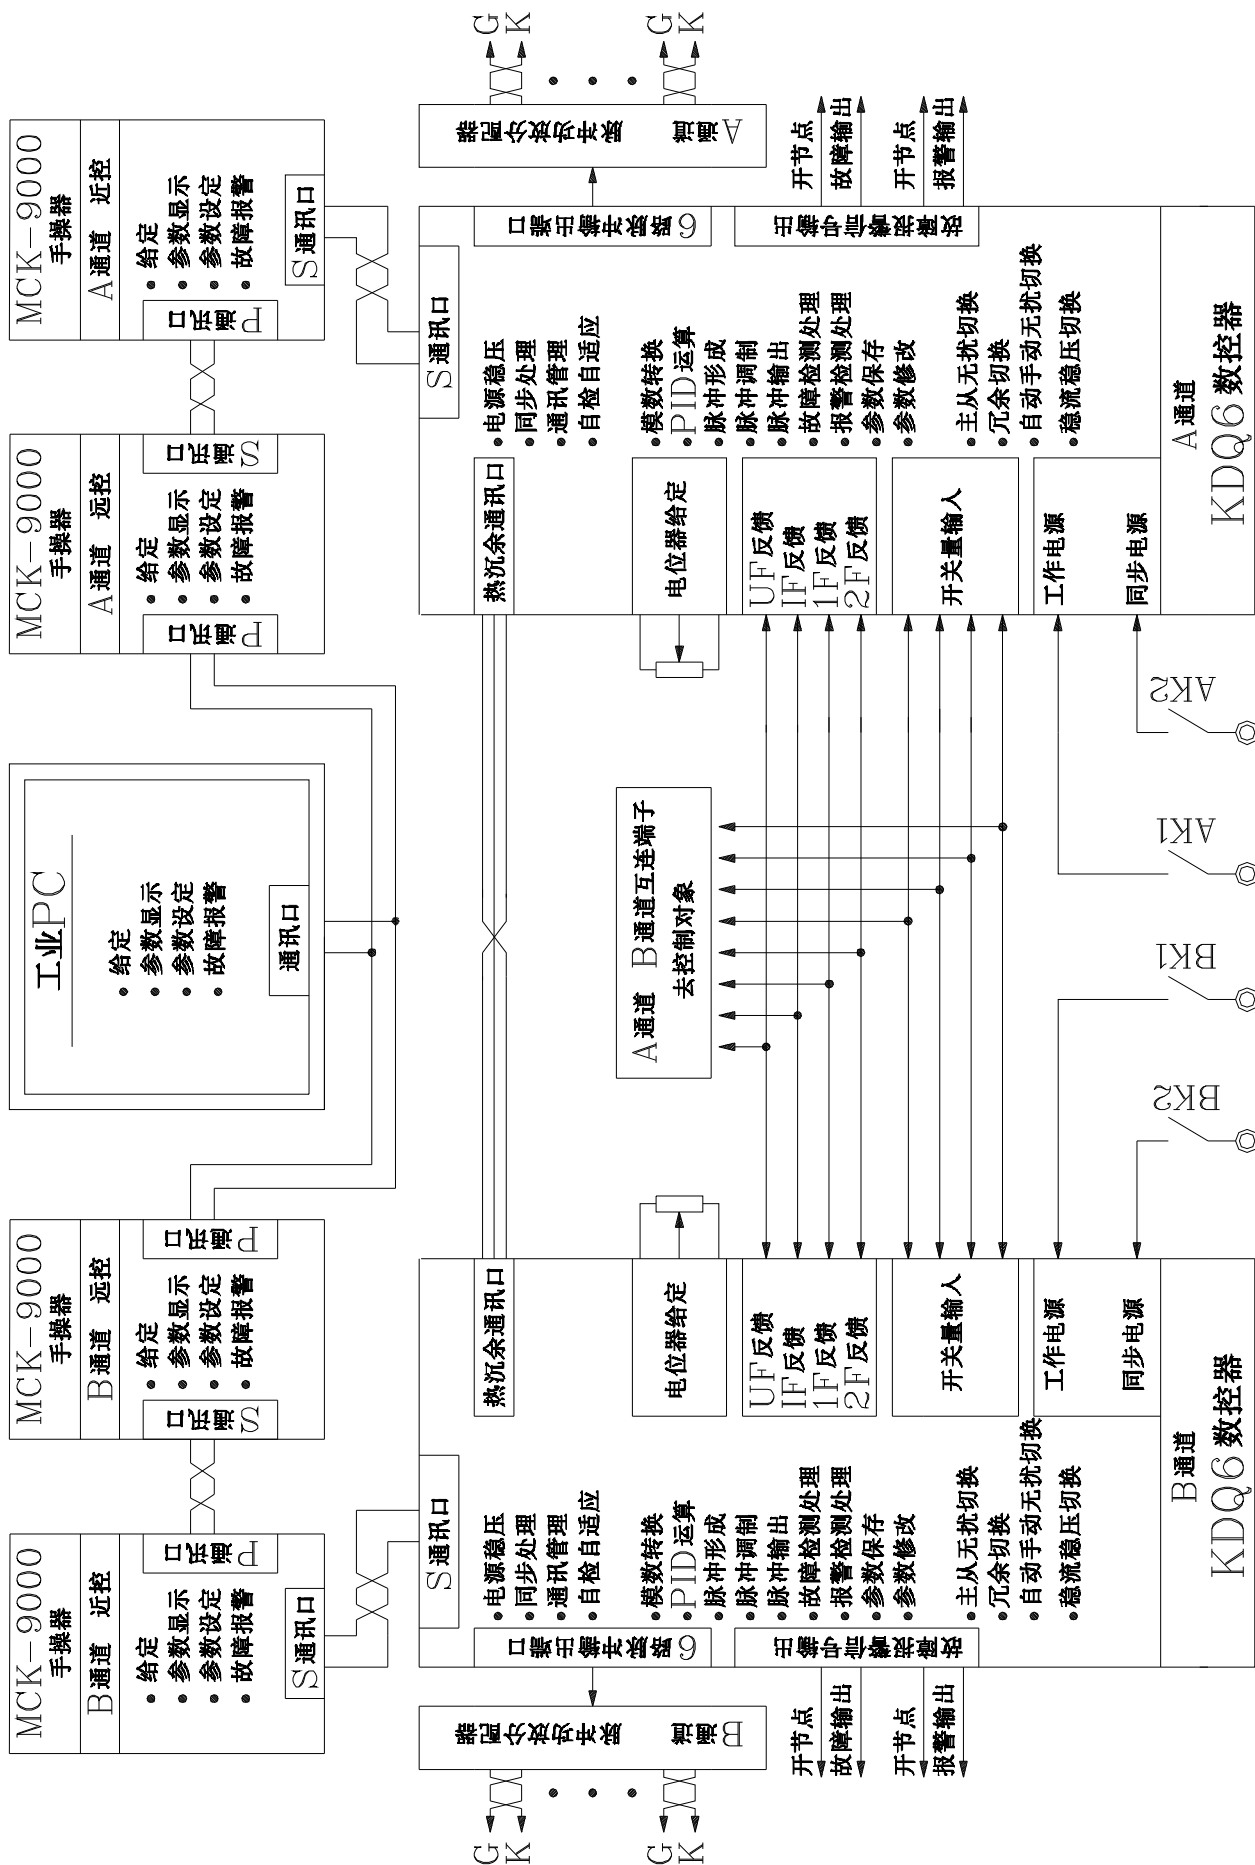 MCK-9000
手操器
B通道 近控
给定
参数显示
参数设定
故障报警
P通讯口
S通讯口
MCK-9000
手操器
B通道 远控
给定
参数显示
参数设定
故障报警
S通讯口
P通讯口
工业PC
给定
参数显示
参数设定
故障报警
通讯口
MCK-9000
手操器
A通道 远控
给定
参数显示
参数设定
故障报警
P通讯口
S通讯口
MCK-9000
手操器
A通道 近控
给定
参数显示
参数设定
故障报警
P通讯口
S通讯口
G
K
G
K
B通道
脉冲功放分配器
开节点
故障输出
开节点
报警输出
6路脉冲输出端口
故障报警信号输出
S通讯口
电源稳压
同步处理
通讯管理
自检自适应
模数转换
PID运算
脉冲形成
脉冲调制
脉冲输出
故障检测处理
报警检测处理
参数保存
参数修改
主从无扰切换
冗余切换
自动手动无扰切换
稳流稳压切换
热沉余通讯口
电位器给定
UF反馈
IF反馈
1F反馈
2F反馈
开关量输入
工作电源
同步电源
B通道
KDQ6数控器
A通道 B通道互连端子
去控制对象
BK2
BK1
AK1
AK2
热沉余通讯口
电位器给定
UF反馈
IF反馈
1F反馈
2F反馈
开关量输入
工作电源
同步电源
S通讯口
电源稳压
同步处理
通讯管理
自检自适应
模数转换
PID运算
脉冲形成
脉冲调制
脉冲输出
故障检测处理
报警检测处理
参数保存
参数修改
主从无扰切换
冗余切换
自动手动无扰切换
稳流稳压切换
A通道
KDQ6数控器
6路脉冲输出端口
故障报警信号输出
A通道
脉冲功放分配器
开节点
故障输出
开节点
报警输出
G
K
G
K